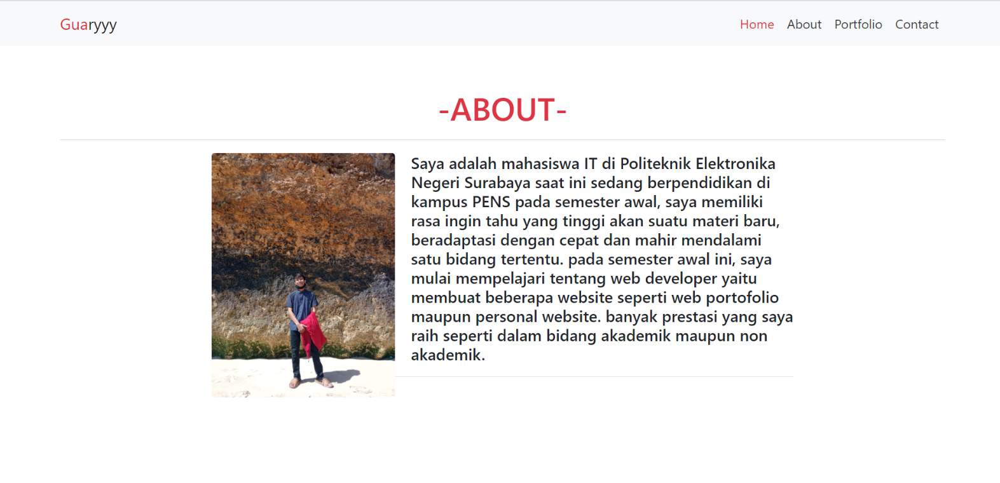 Guaryyy
Home About Portfolio Contact
-ABOUT-
Saya adalah mahasiswa IT di Politeknik Elektronika
Negeri Surabaya saat ini sedang berpendidikan di
kampus PENS pada semester awal, saya memiliki
rasa ingin tahu yang tinggi akan suatu materi baru,
beradaptasi dengan cepat dan mahir mendalami
satu bidang tertentu. pada semester awal ini, saya
mulai mempelajari tentang web developer yaitu
membuat beberapa website seperti web portofolio
maupun personal website. banyak prestasi yang saya
raih seperti dalam bidang akademik maupun non
akademik.